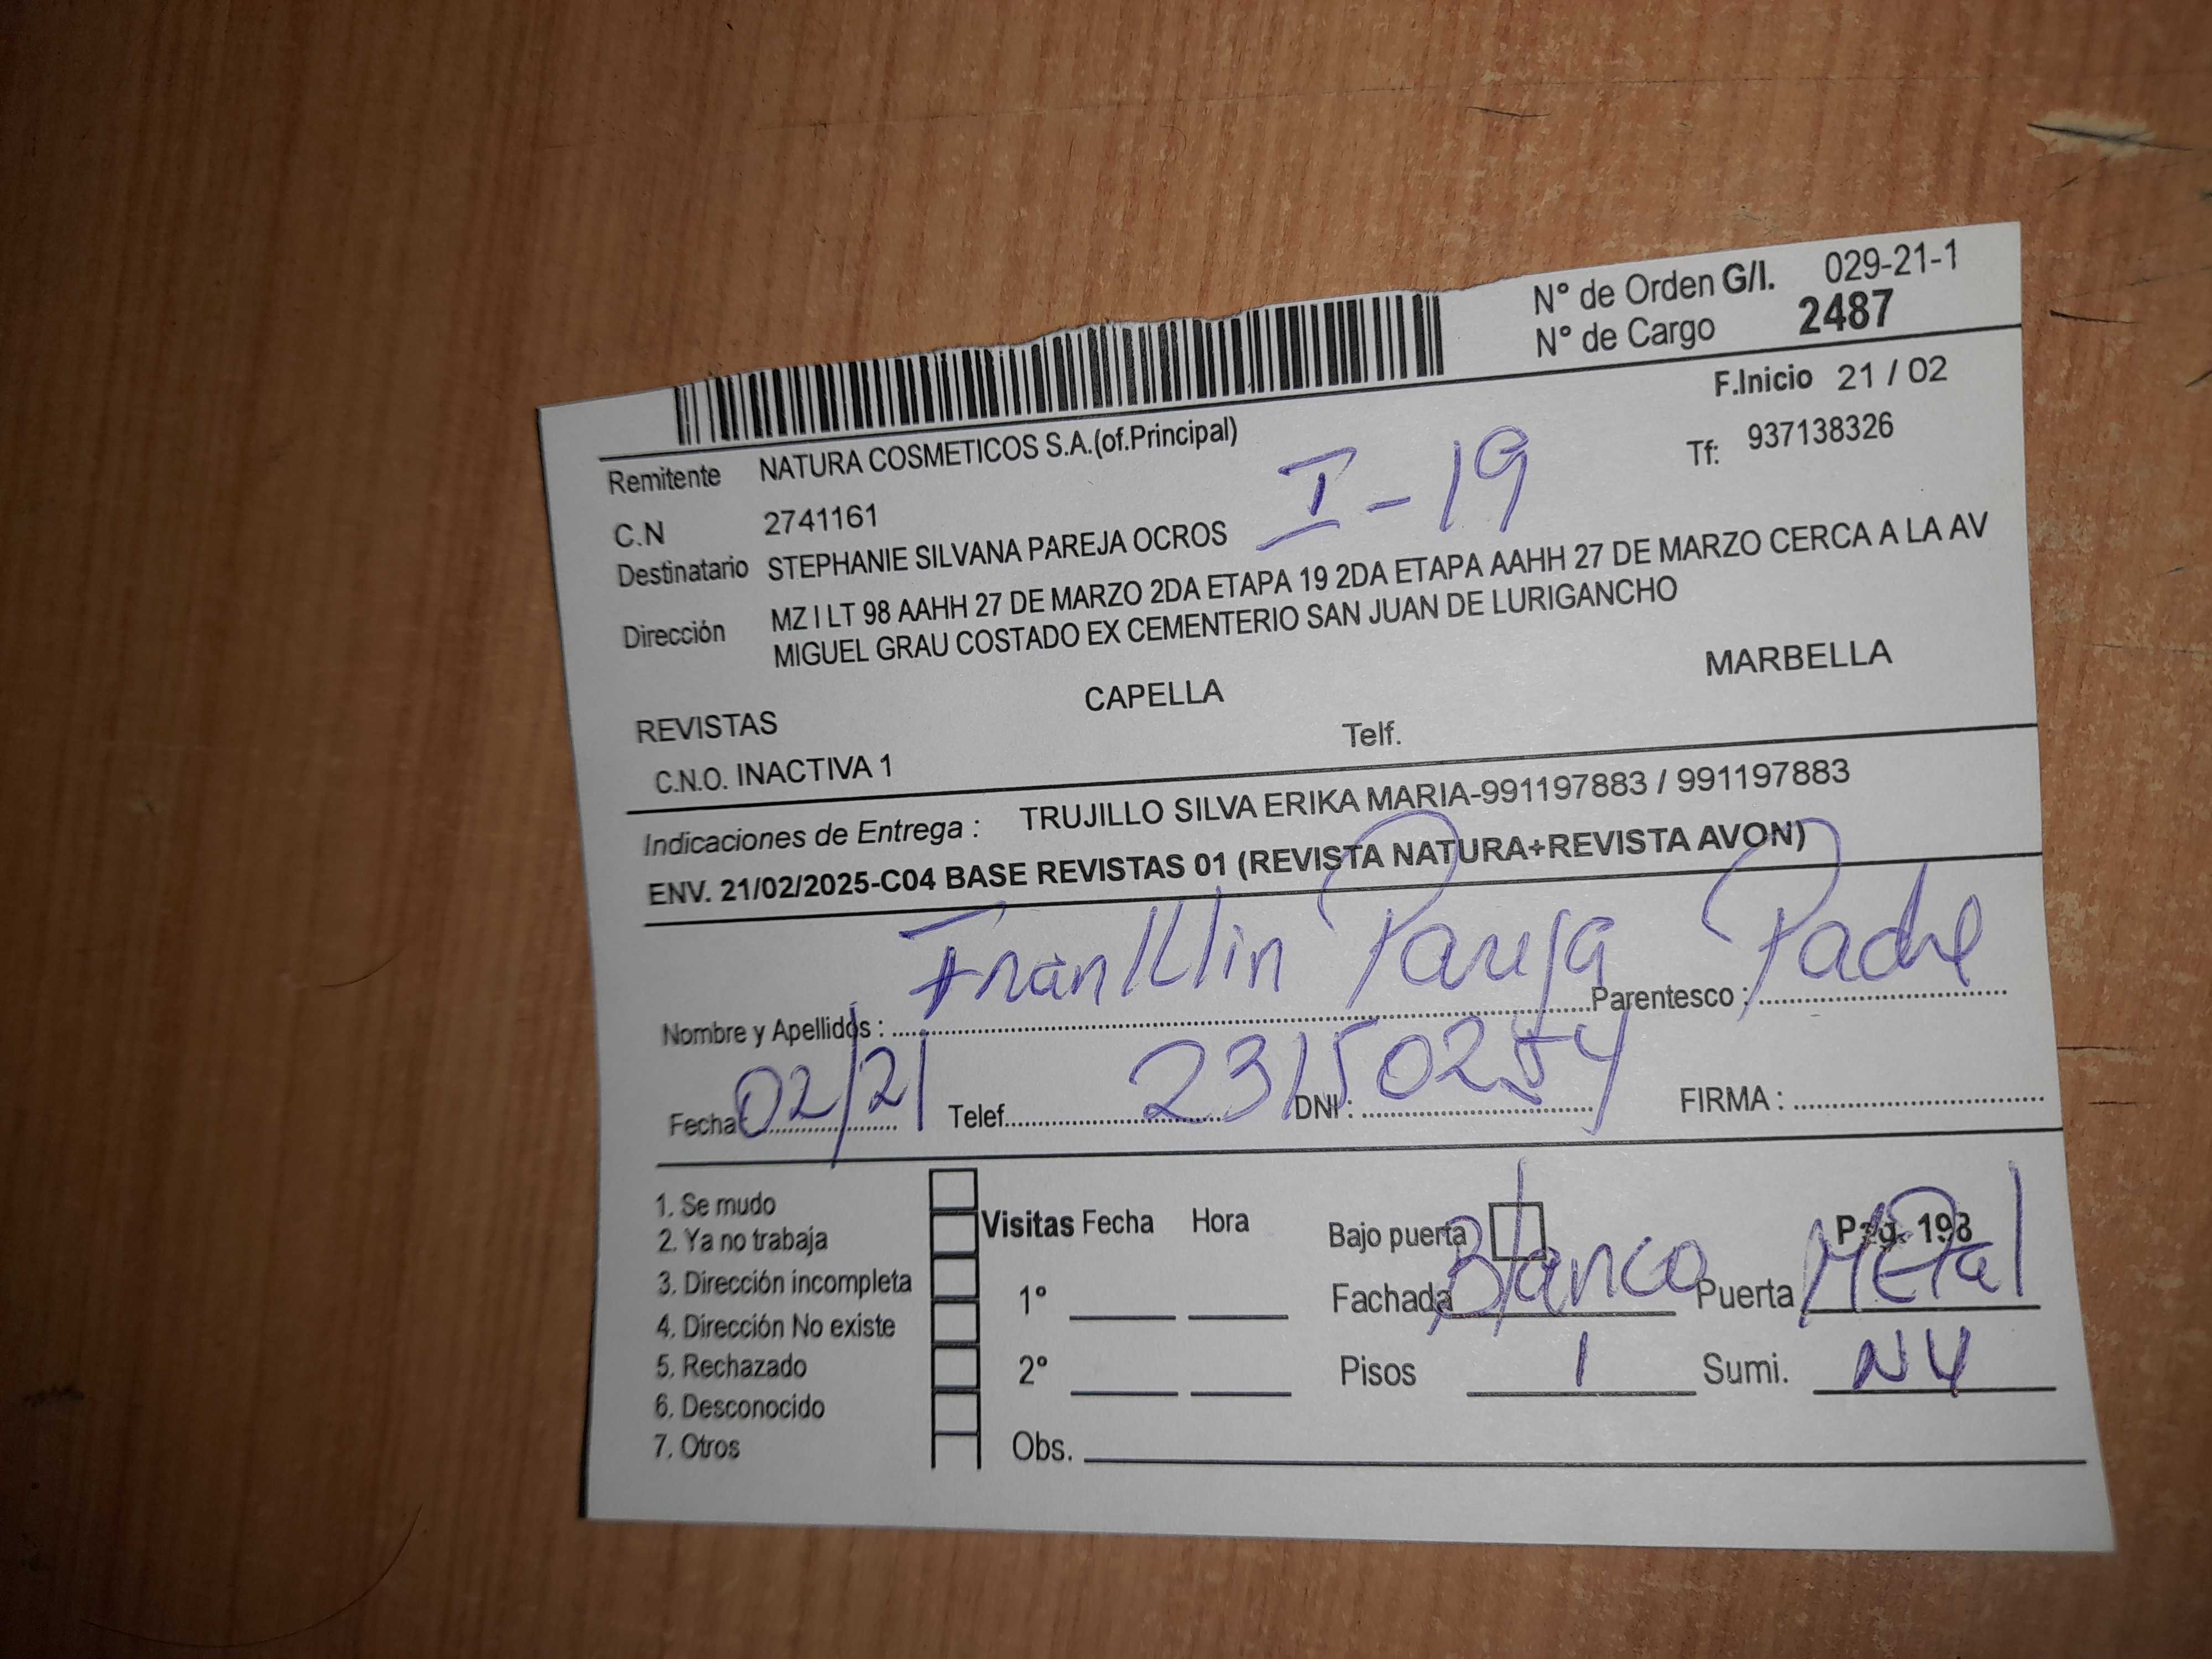 N° de Orden G/I. 029-21-1
N° de Cargo 2487
F.Inicio 21 / 02
Remitente NATURA COSMETICOS S.A.(of.Principal)
Tf: 937138326
C.N 2741161
I-19
Destinatario STEPHANIE SILVANA PAREJA OCROS
Dirección MZ I LT 98 AAHH 27 DE MARZO 2DA ETAPA 19 2DA ETAPA AAHH 27 DE MARZO CERCA A LA AV
MIGUEL GRAU COSTADO EX CEMENTERIO SAN JUAN DE LURIGANCHO
REVISTAS CAPELLA MARBELLA
C.N.O. INACTIVA 1 Telf.
Indicaciones de Entrega : TRUJILLO SILVA ERIKA MARIA-991197883 / 991197883
ENV. 21/02/2025-C04 BASE REVISTAS 01 (REVISTA NATURA+REVISTA AVON)
Nombre y Apellidos : Franklin Pareja Parentesco : Padre
Fecha 02/21 Telef. DNI : FIRMA :
1. Se mudo
2. Ya no trabaja
3. Dirección incompleta
4. Dirección No existe
5. Rechazado
6. Desconocido
7. Otros
Visitas Fecha Hora
1°
2°
Obs.
Bajo puerta Pág. 193
Fachada Blanco Puerta Metal
Pisos 1 Sumi.